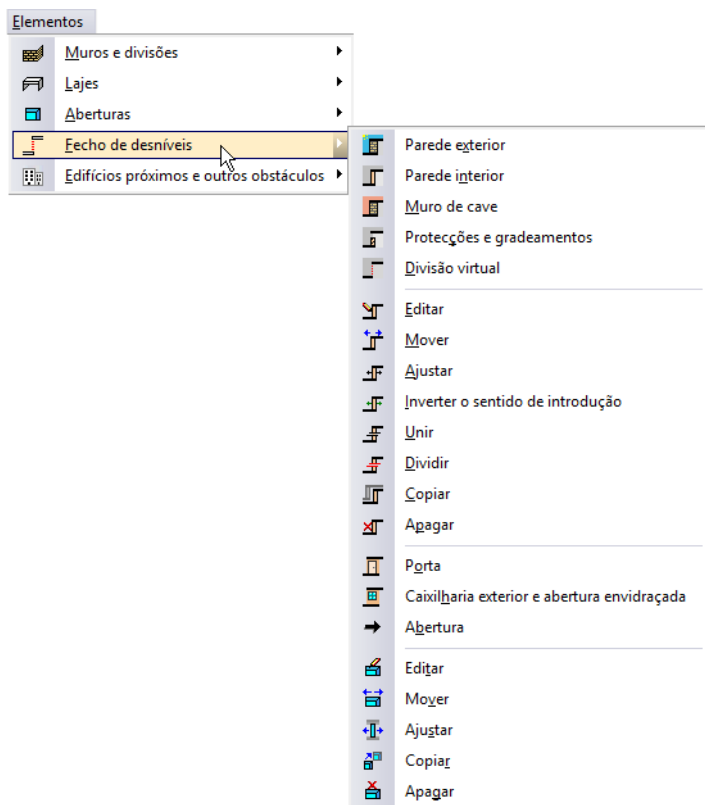 Elementos
Muros e divisões
Lajes
Aberturas
Fecho de desníveis
Edifícios próximos e outros obstáculos
Parede exterior
Parede interior
Muro de cave
Protecções e gradeamentos
Divisão virtual
Editar
Mover
Ajustar
Inverter o sentido de introdução
Unir
Dividir
Copiar
Apagar
Porta
Caixilharia exterior e abertura envidraçada
Abertura
Editar
Mover
Ajustar
Copiar
Apagar